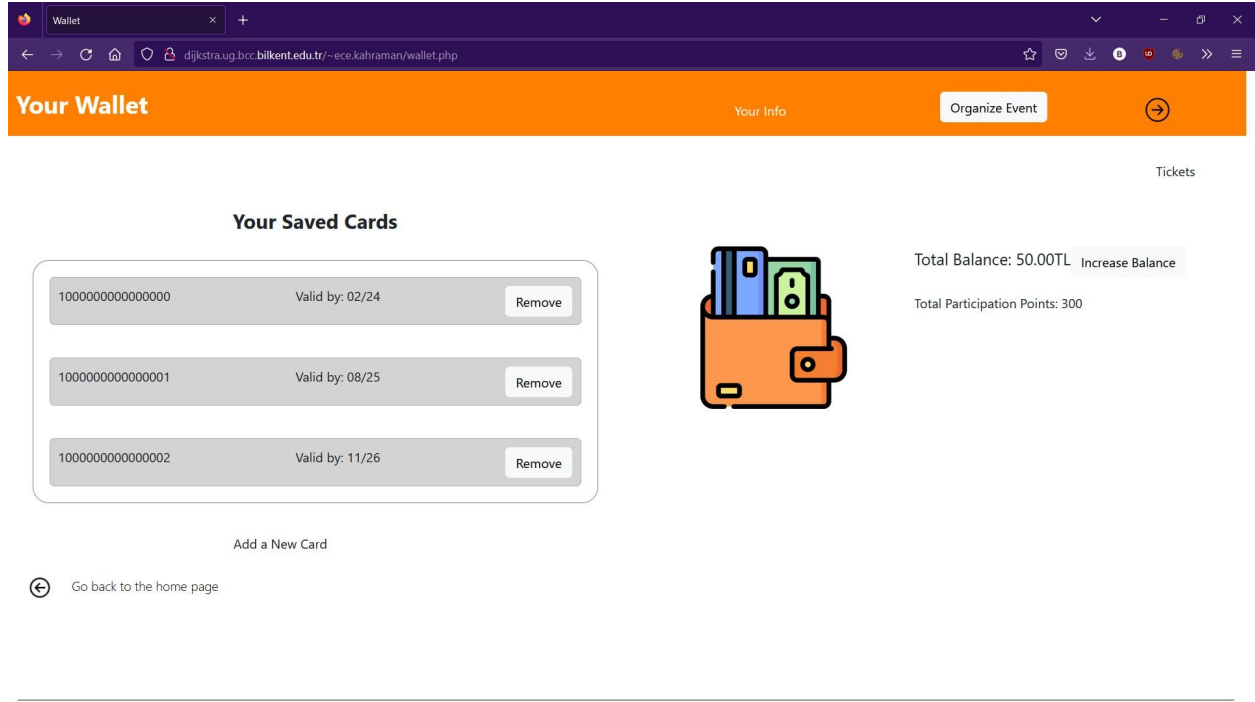 Wallet
dijkstra.ug.bcc.bilkent.edu.tr/~ece.kahraman/wallet.php
Your Wallet
Your Info
Organize Event
Tickets
Your Saved Cards
1000000000000000 Valid by: 02/24 Remove
1000000000000001 Valid by: 08/25 Remove
1000000000000002 Valid by: 11/26 Remove
Total Balance: 50.00TL Increase Balance
Total Participation Points: 300
Add a New Card
Go back to the home page